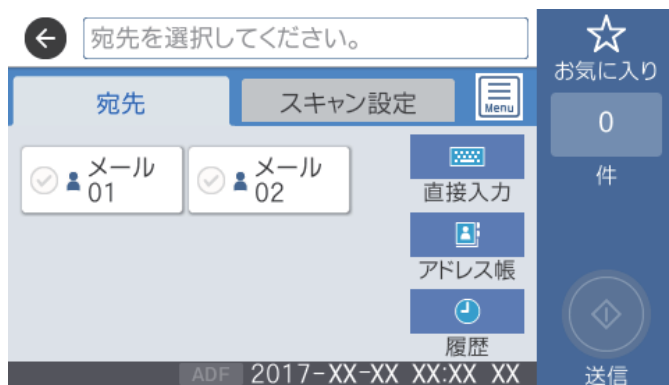 宛先を選択してください。
お気に入り
宛先
スキャン設定
Menu
0
件
メール
01
メール
02
直接入力
アドレス帳
履歴
ADF 2017-XX-XX XX:XX XX
送信